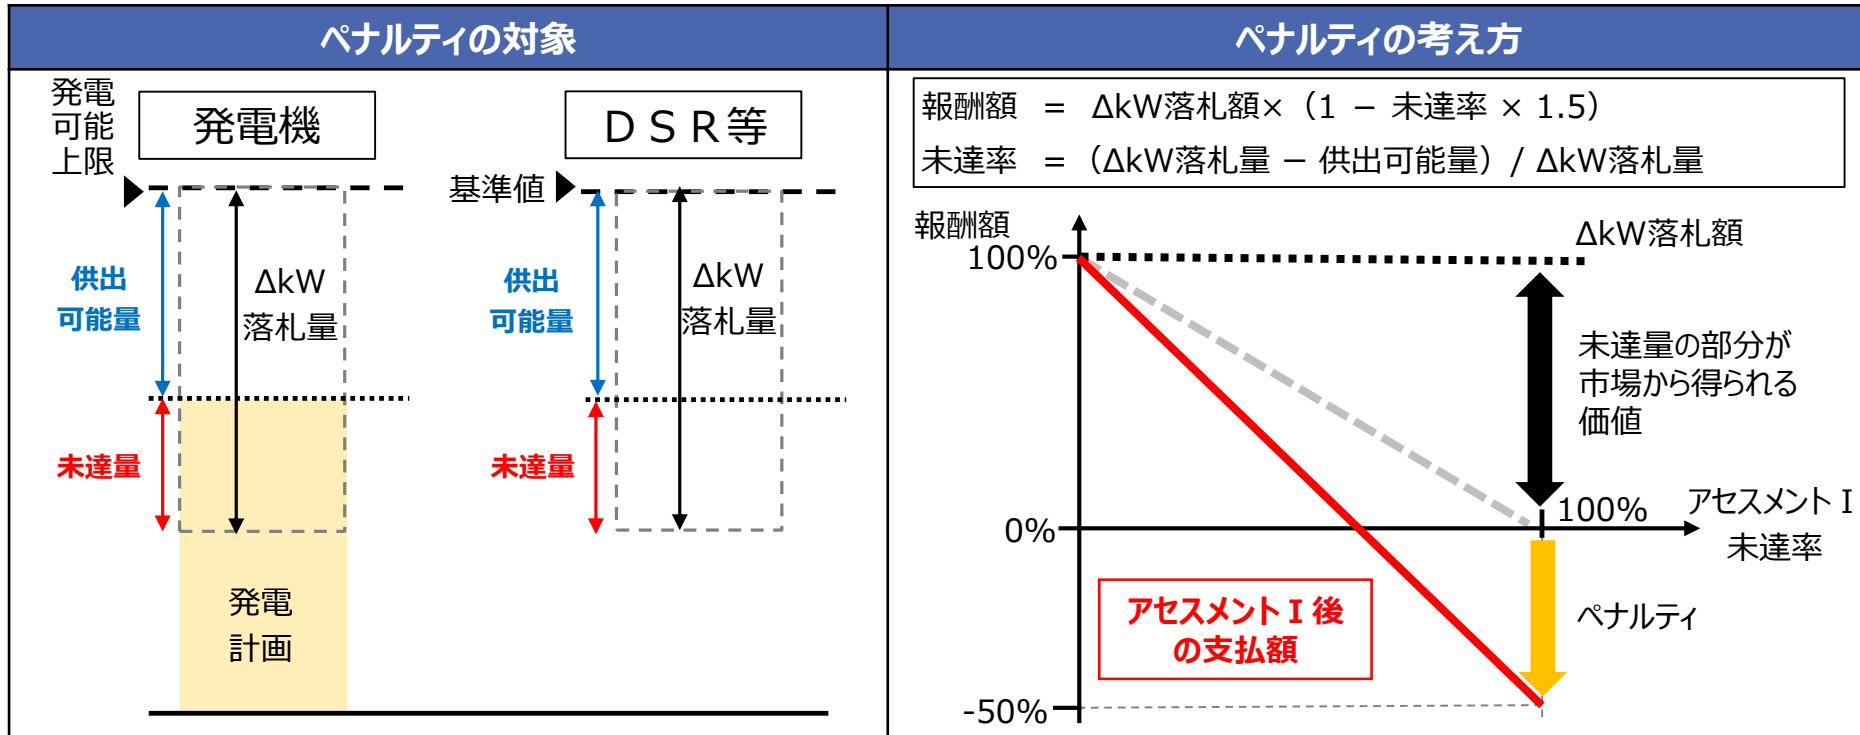 ペナルティの対象
発電
可能
上限
発電機
供出
可能量
ΔkW
落札量
未達量
発電
計画
DSR等
基準値
供出
可能量
ΔkW
落札量
未達量
ペナルティの考え方
報酬額 = ΔkW落札額×(1 − 未達率 × 1.5)
未達率 = (ΔkW落札量 − 供出可能量) / ΔkW落札量
報酬額
100%
ΔkW落札額
未達量の部分が
市場から得られる
価値
0%
100%
アセスメントⅠ
未達率
アセスメントⅠ後
の支払額
ペナルティ
-50%